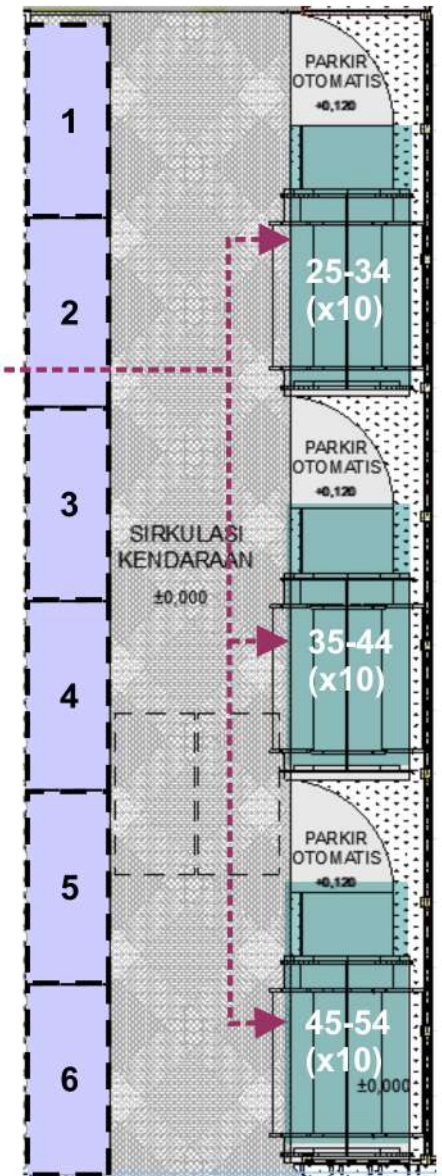 1
PARKIR
OTOMATIS
+0,120
2
25-34
(x10)
3
PARKIR
OTOMATIS
+0,120
SIRKULASI
KENDARAAN
±0,000
4
35-44
(x10)
5
PARKIR
OTOMATIS
+0,120
6
45-54
(x10)
±0,000